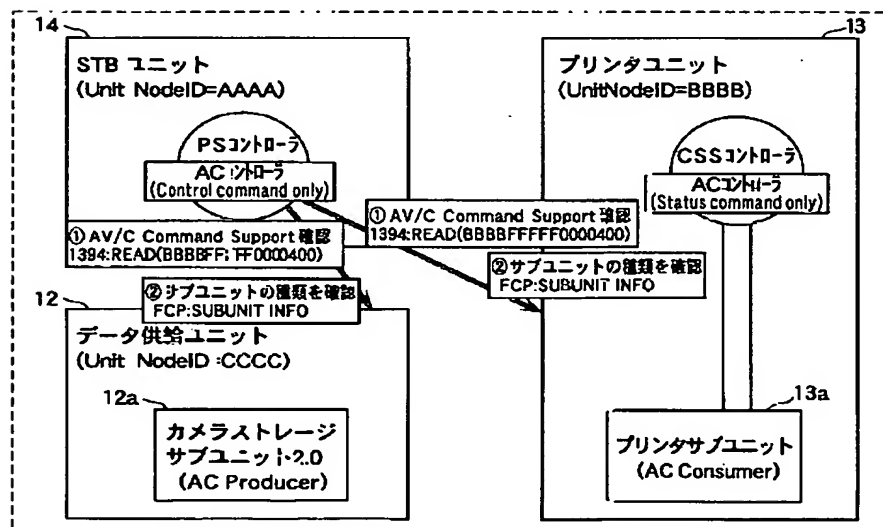 14
STB ユニット
(Unit NodeID=AAAA)
PSコントローラ
ACコントローラ
(Control command only)
13
プリンタユニット
(UnitNodeID=BBBB)
CSSコントローラ
ACコントローラ
(Status command only)
① AV/C Command Support 確認
1394:READ(BBBBFFFFF0000400)
② サブユニットの種類を確認
FCP:SUBUNIT INFO
① AV/C Command Support 確認
② サブユニットの種類を確認
FCP:SUBUNIT INFO
12
データ供給ユニット
(Unit NodeID :CCCC)
12a
カメラストレージ
サブユニット2.0
(AC Producer)
13a
プリンタサブユニット
(AC Consumer)